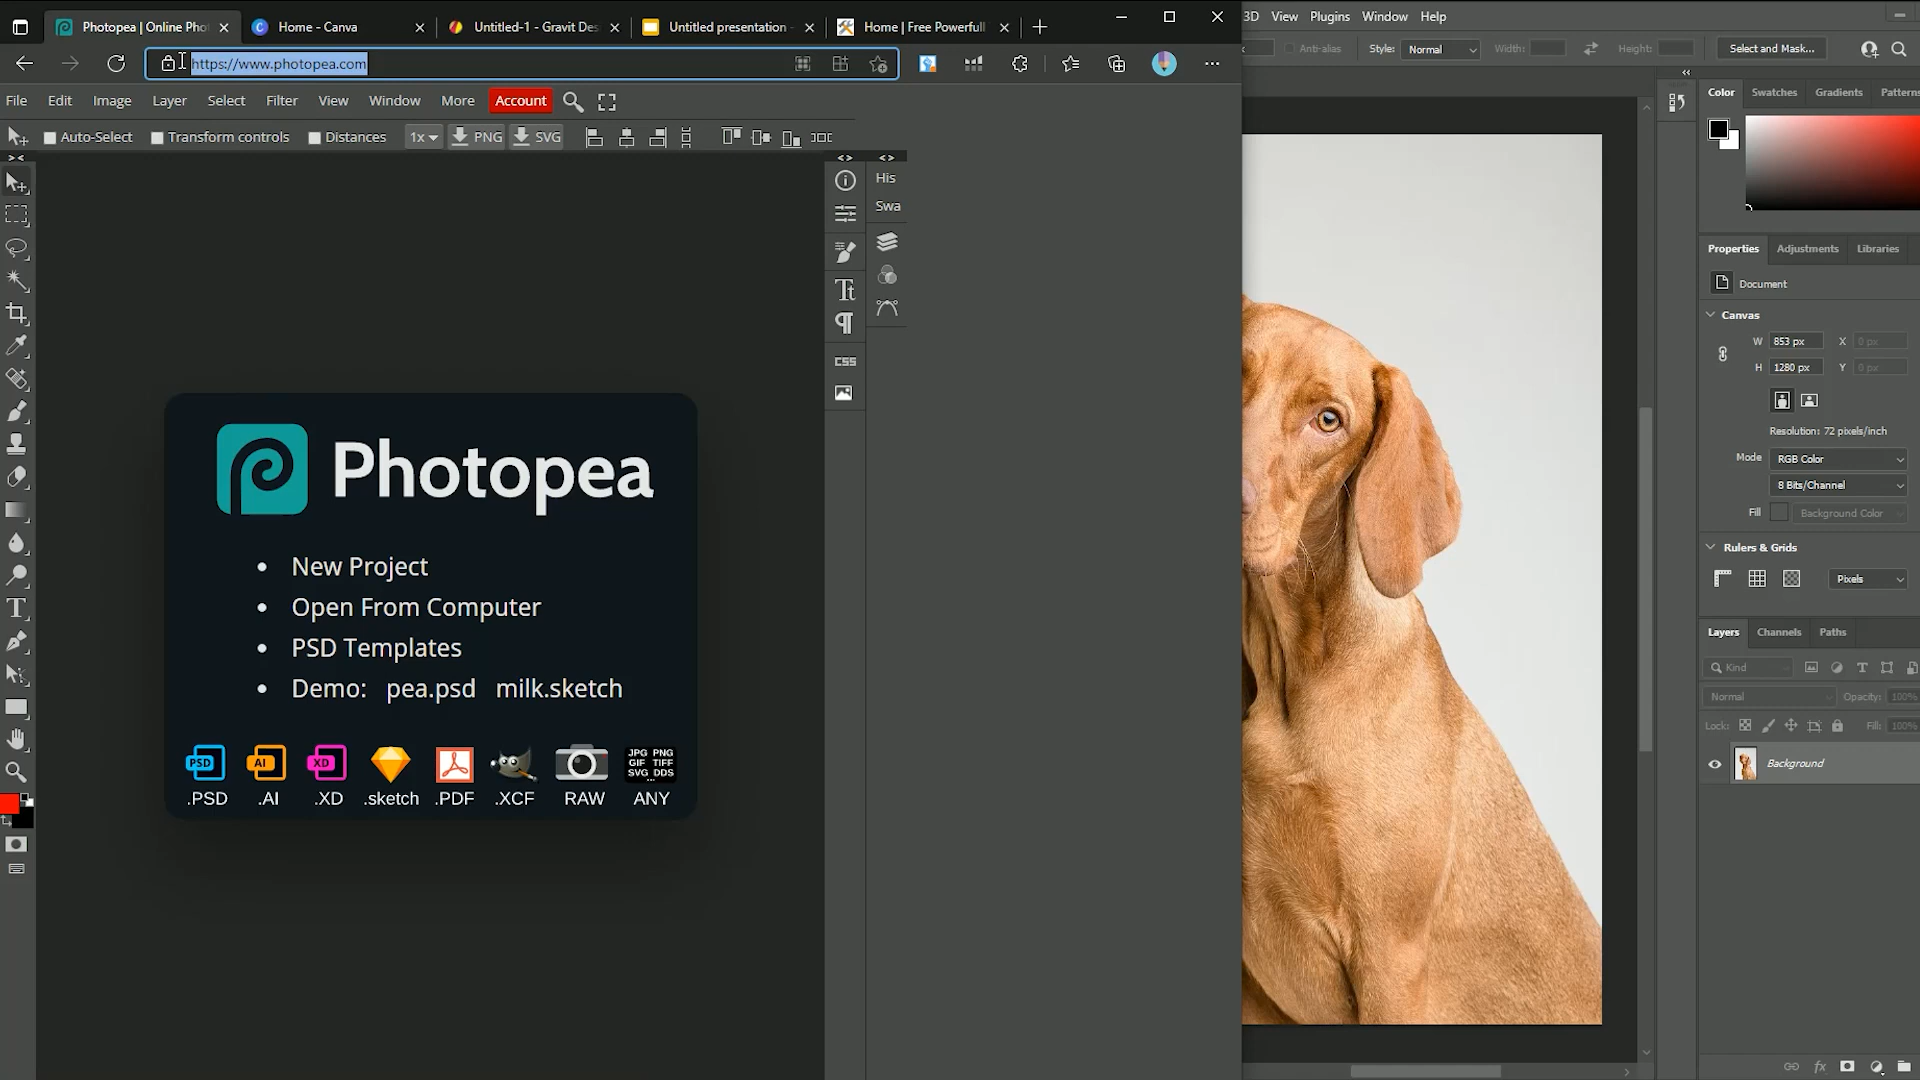 Photopea | Online Pho
Home - Canva
Untitled-1 - Gravit Des
Untitled presentation -
Home | Free Powerfull
https://www.photopea.com
File Edit Image Layer Select Filter View Window More Account
Auto-Select Transform controls Distances 1x PNG SVG
His
Swa
CSS
Photopea
New Project
Open From Computer
PSD Templates
Demo: pea.psd milk.sketch
PSD AI XD JPG PNG
GIF TIFF
SVG DDS
.PSD .AI .XD .sketch .PDF .XCF RAW ANY
3D View Plugins Window Help
Anti-alias Style: Normal Width: Height: Select and Mask...
Color Swatches Gradients Patterns
Properties Adjustments Libraries
Document
Canvas
W 853 px X 0 px
H 1280 px Y 0 px
Resolution: 72 pixels/inch
Mode RGB Color
8 Bits/Channel
Fill Background Color
Rulers & Grids
Pixels
Layers Channels Paths
Kind
Normal Opacity: 100%
Lock: Fill: 100%
Background
fx